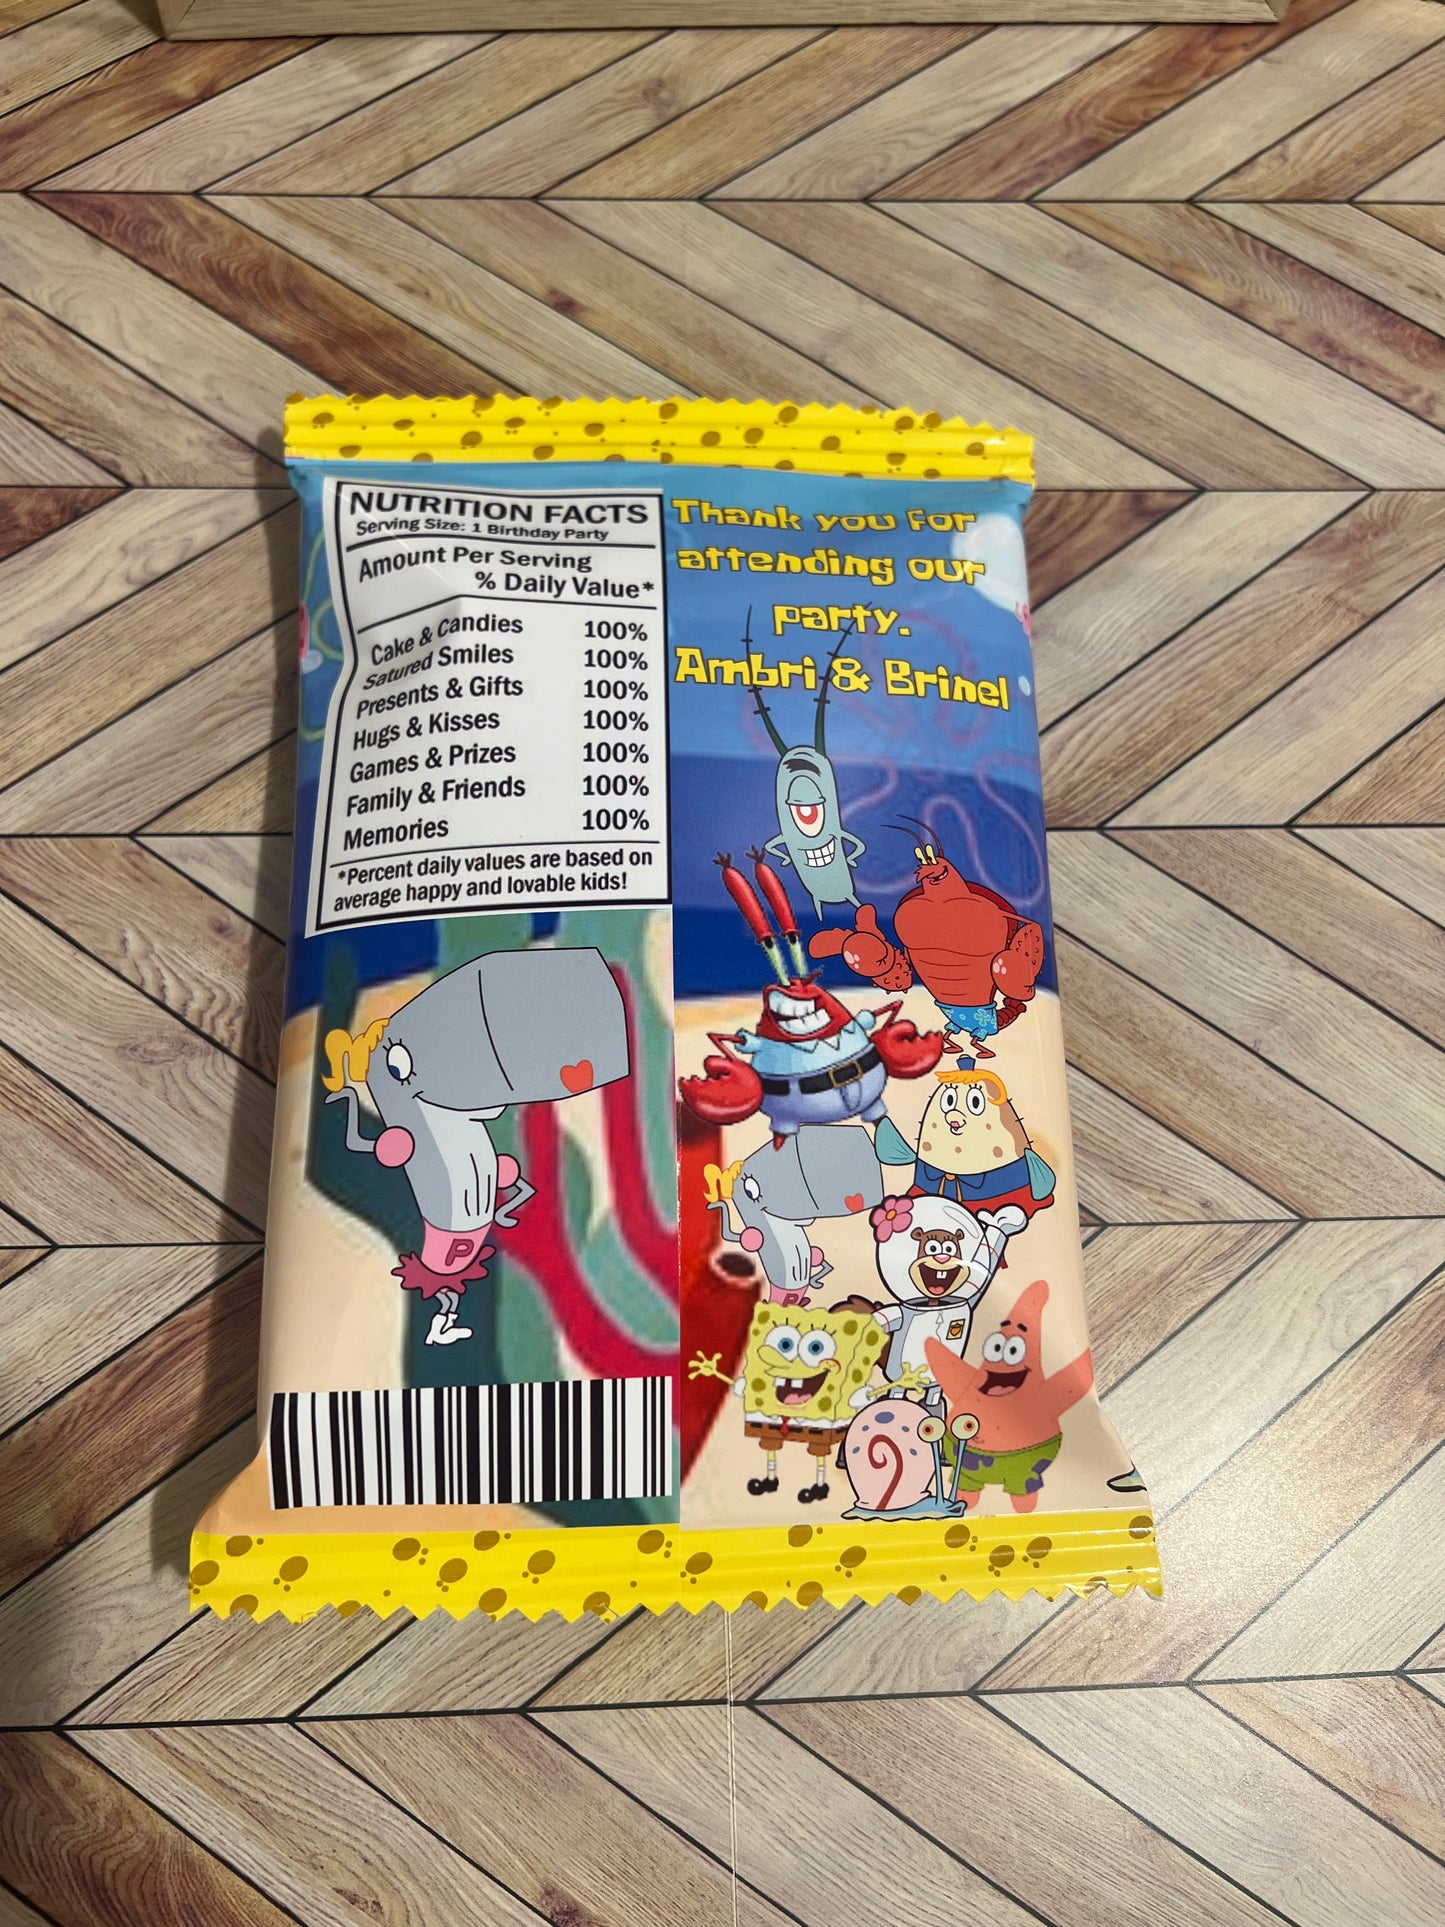 NUTRITION FACTS
Serving Size: 1 Birthday Party
Amount Per Serving
% Daily Value*
Cake & Candies 100%
Satured Smiles 100%
Presents & Gifts 100%
Hugs & Kisses 100%
Games & Prizes 100%
Family & Friends 100%
Memories 100%
*Percent daily values are based on
average happy and lovable kids!
P
Thank you For
attending our
party.
Ambri & Brinel
P